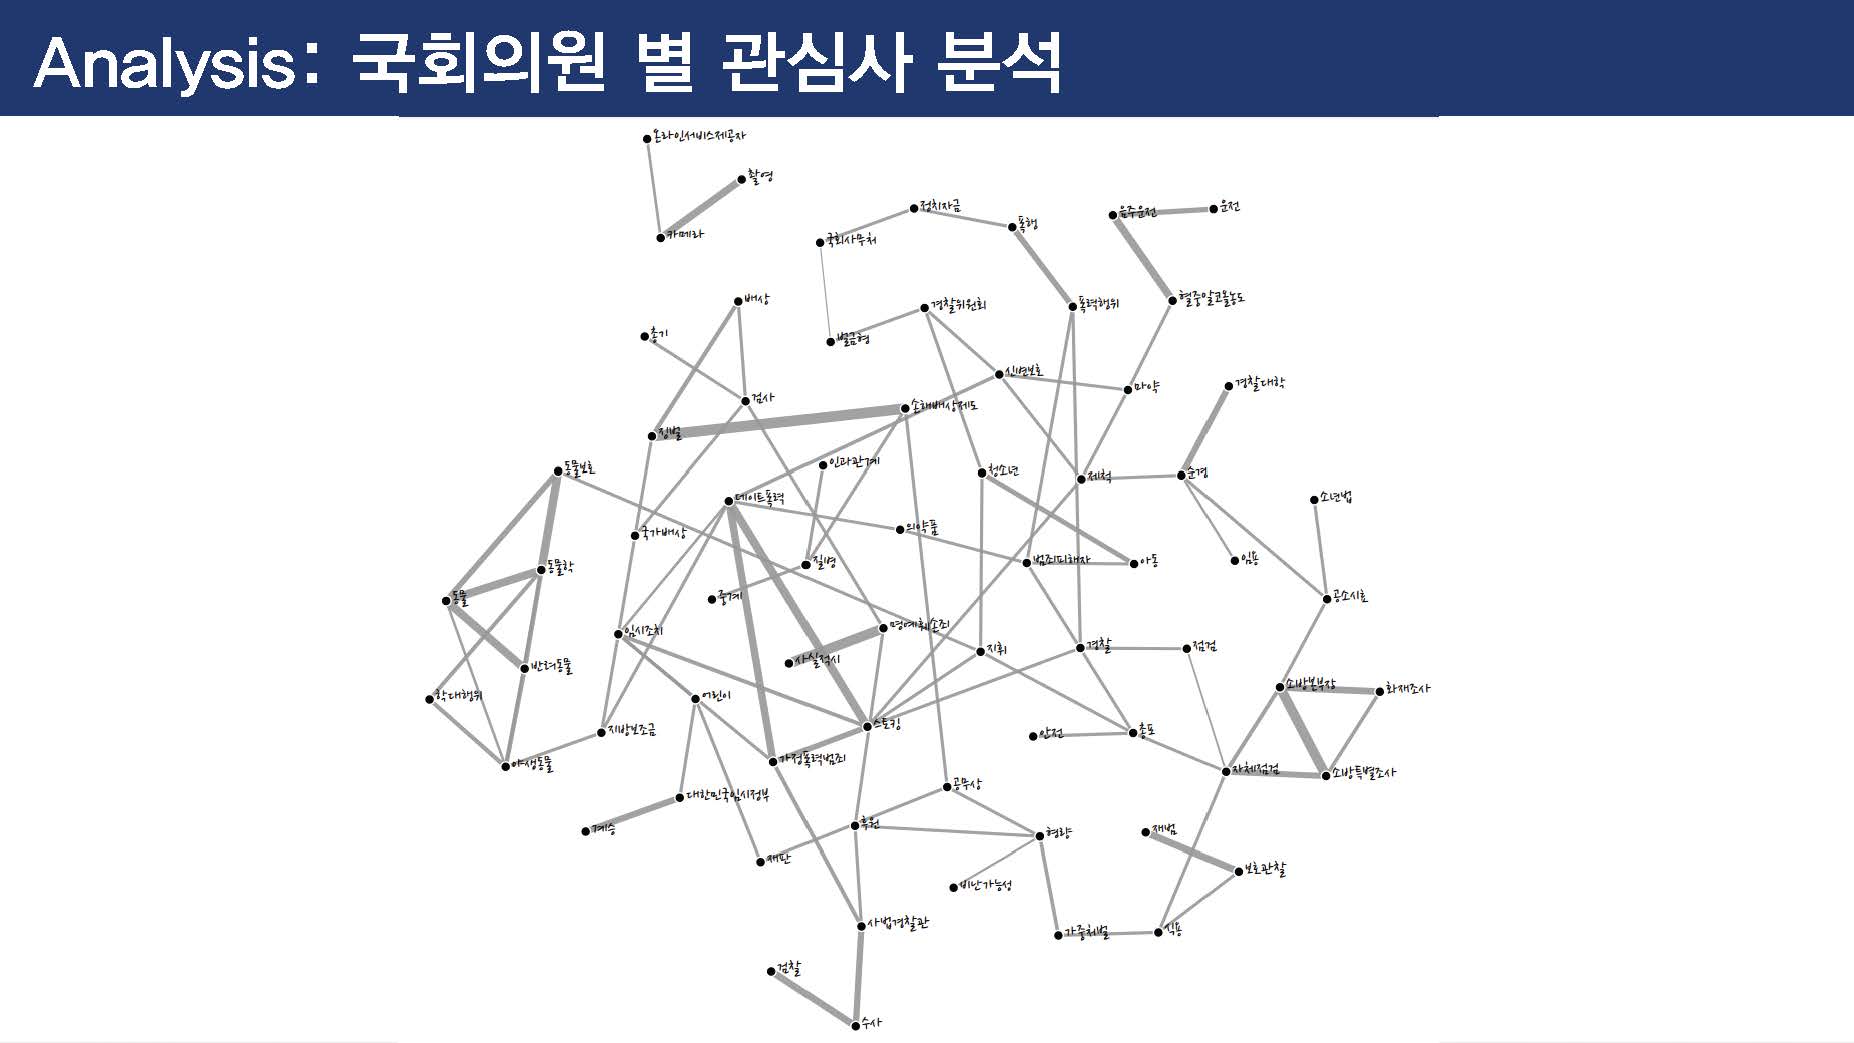 Analysis: 국회의원 별 관심사 분석
온라인서비스제공자
촬영
카메라
정치자금
음주운전
운전
폭행
국회사무처
배상
경찰위원회
폭력행위
혈중알코올농도
총기
벌금형
신변보호
마약
경찰대학
검사
손해배상제도
징벌
인과관계
동물보호
청소년
제척
순경
데이트폭력
소년법
국가배상
의약품
동물학
질병
범죄피해자
아동
임용
동물
중계
공소시효
임시조치
명예훼손죄
사실적시
지휘
경찰
점검
반려동물
학대행위
어린이
소방본부장
화재조사
지방보조금
스토킹
안전
총포
야생동물
가정폭력범죄
자체점검
소방특별조사
대한민국임시정부
공무상
계승
후원
형량
재범
재판
보호관찰
비난가능성
사법경찰관
가중처벌
식용
검찰
수사